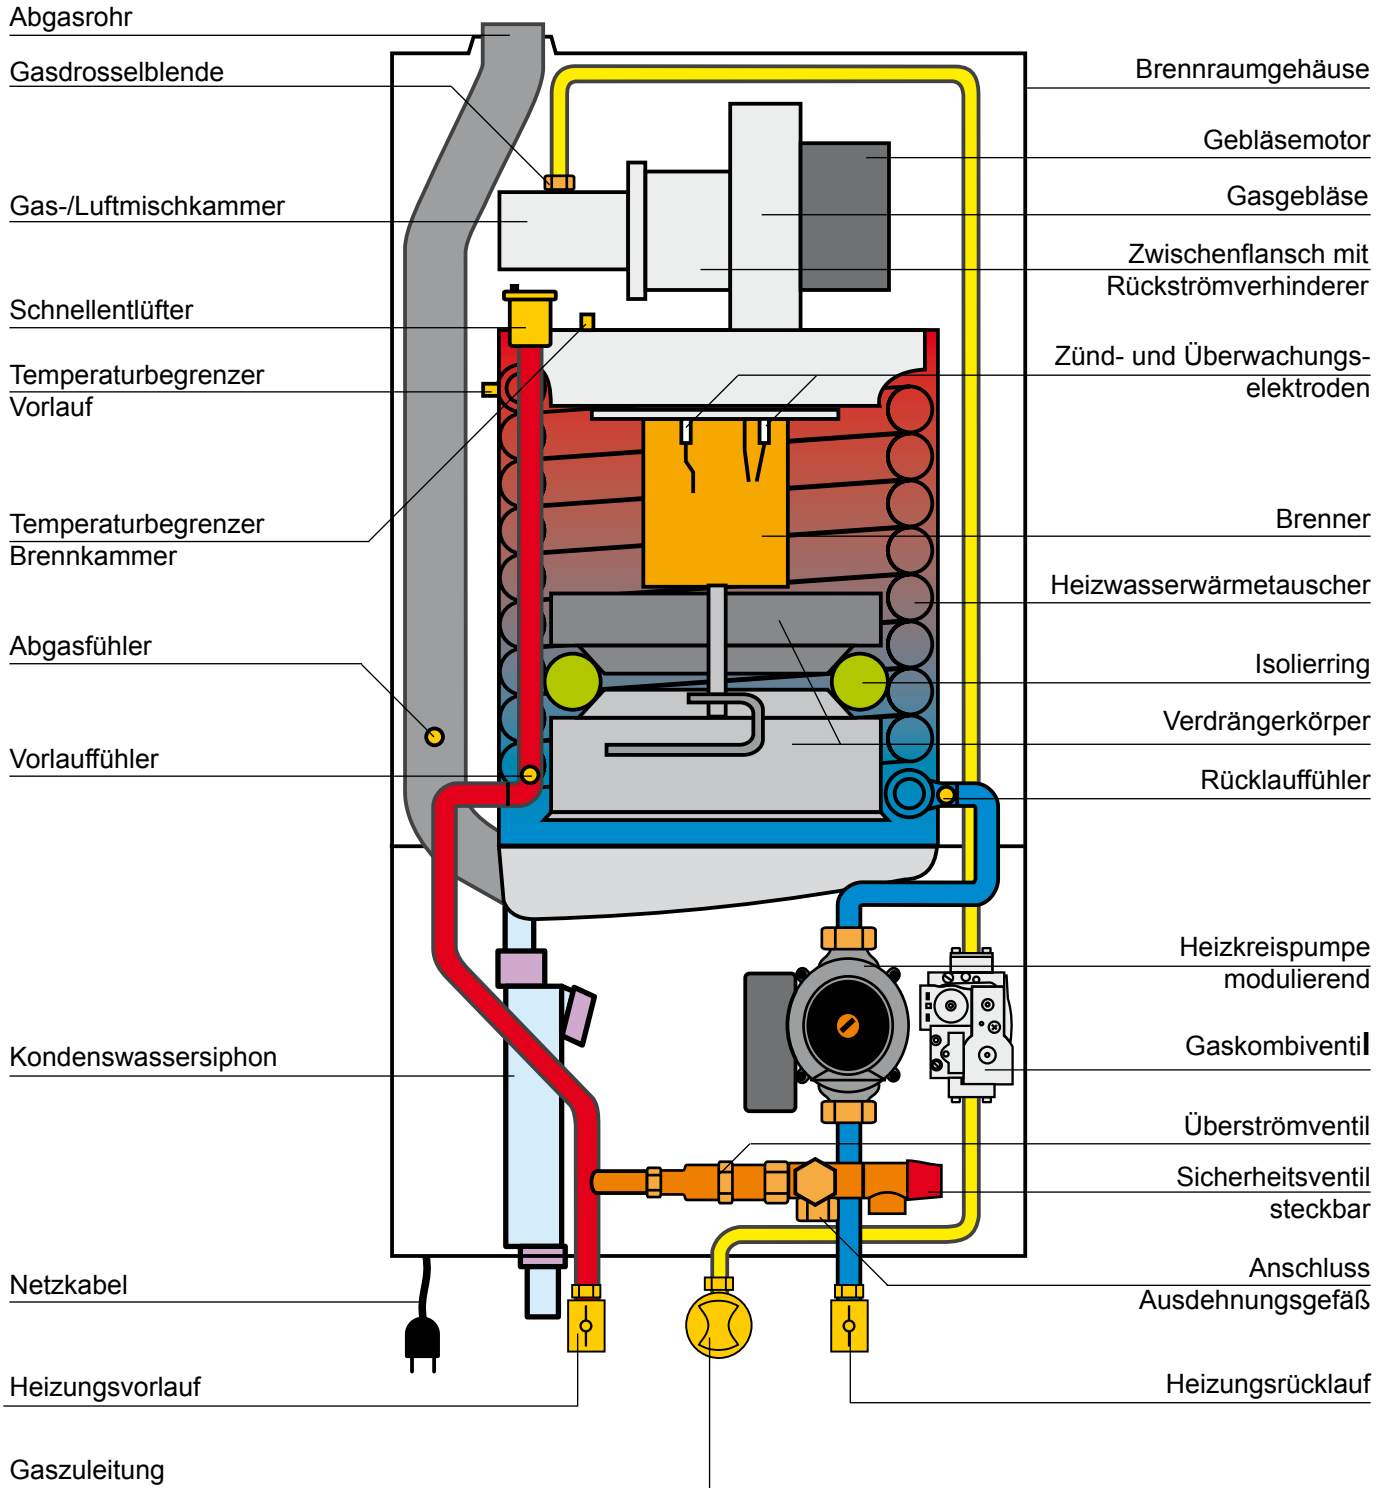 Abgasrohr
Gasdrosselblende
Gas-/Luftmischkammer
Schnellentlüfter
Temperaturbegrenzer
Vorlauf
Temperaturbegrenzer
Brennkammer
Abgasfühler
Vorlauffühler
Kondenswassersiphon
Netzkabel
Heizungsvorlauf
Gaszuleitung
Brennraumgehäuse
Gebläsemotor
Gasgebläse
Zwischenflansch mit
Rückströmverhinderer
Zünd- und Überwachungs-
elektroden
Brenner
Heizwasserwärmetauscher
Isolierring
Verdrängerkörper
Rücklauffühler
Heizkreispumpe
modulierend
Gaskombiventil
Überströmventil
Sicherheitsventil
steckbar
Anschluss
Ausdehnungsgefäß
Heizungsrücklauf